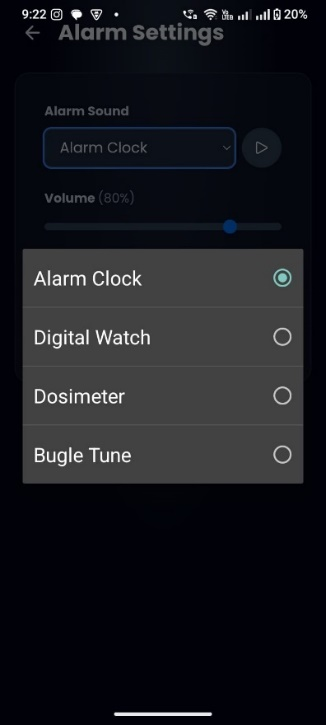 9:22 20%
Alarm Settings
Alarm Sound
Alarm Clock
Volume (80%)
Alarm Clock
Digital Watch
Dosimeter
Bugle Tune